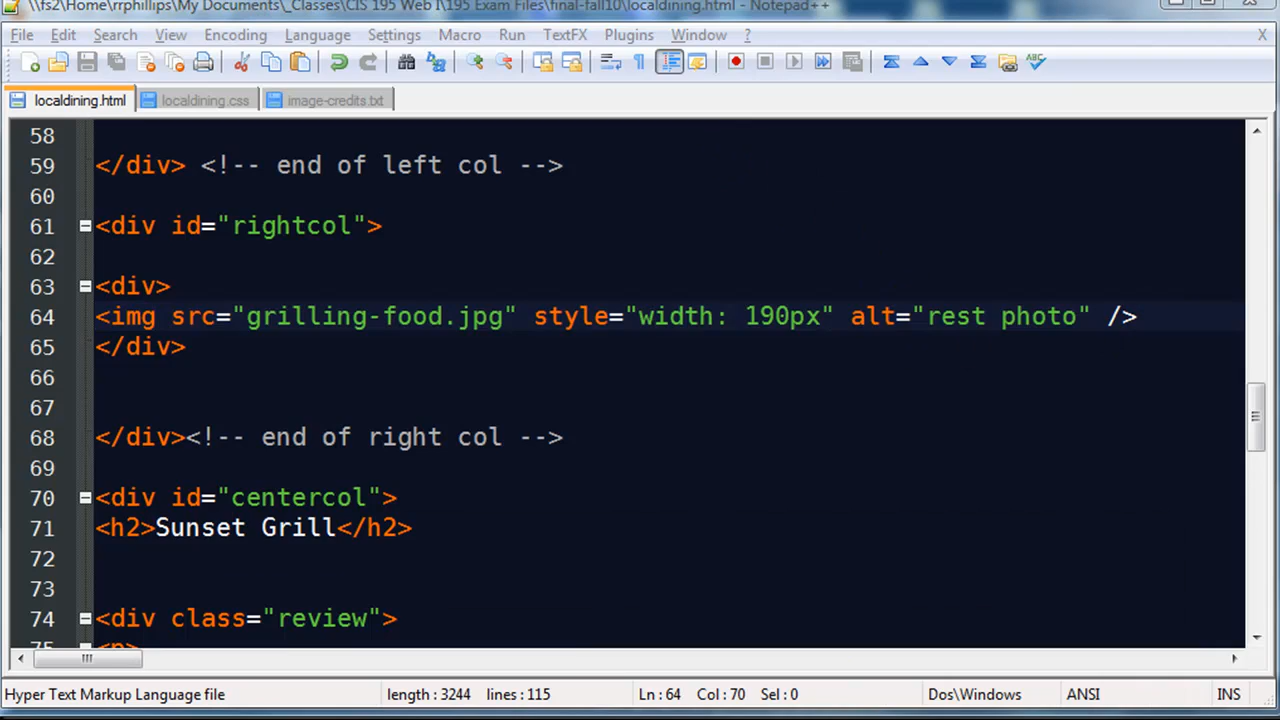 \\fs2\Home\rrphillips\My Documents\_Classes\CIS 195 Web I\195 Exam Files\final-fall10\localdining.html - Notepad++
File Edit Search View Encoding Language Settings Macro Run TextFX Plugins Window ? X
localdining.html localdining.css image-credits.txt
58
59 </div> <!-- end of left col -->
60
61 <div id="rightcol">
62
63 <div>
64 <img src="grilling-food.jpg" style="width: 190px" alt="rest photo" />
65 </div>
66
67
68 </div><!-- end of right col -->
69
70 <div id="centercol">
71 <h2>Sunset Grill</h2>
72
73
74 <div class="review">
75 <p>
Hyper Text Markup Language file length : 3244 lines : 115 Ln : 64 Col : 70 Sel : 0 Dos\Windows ANSI INS